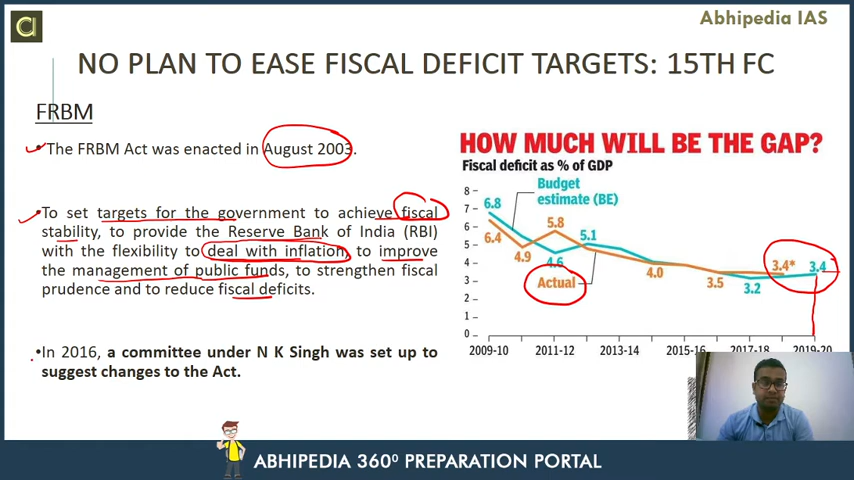 Abhipedia IAS
NO PLAN TO EASE FISCAL DEFICIT TARGETS: 15TH FC
FRBM
•The FRBM Act was enacted in August 2003.
•To set targets for the government to achieve fiscal
stability, to provide the Reserve Bank of India (RBI)
with the flexibility to deal with inflation, to improve
the management of public funds, to strengthen fiscal
prudence and to reduce fiscal deficits.
•In 2016, a committee under N K Singh was set up to
suggest changes to the Act.
HOW MUCH WILL BE THE GAP?
Fiscal deficit as % of GDP
8
7
6
5
4
3
2
1
0
6.8
6.4
Budget
estimate (BE)
4.9
5.8
4.6
5.1
Actual
4.0
3.5
3.2
3.4*
3.4
2009-10
2011-12
2013-14
2015-16
2017-18
2019-20
ABHIPEDIA 360⁰ PREPARATION PORTAL